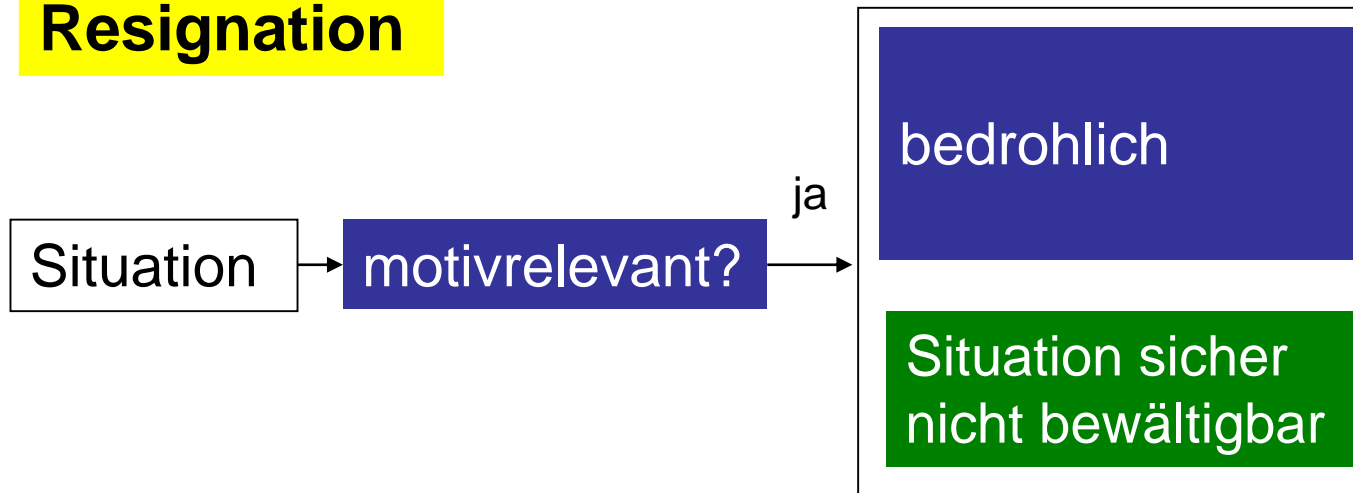 Resignation
Situation
motivrelevant?
ja
bedrohlich
Situation sicher
nicht bewältigbar